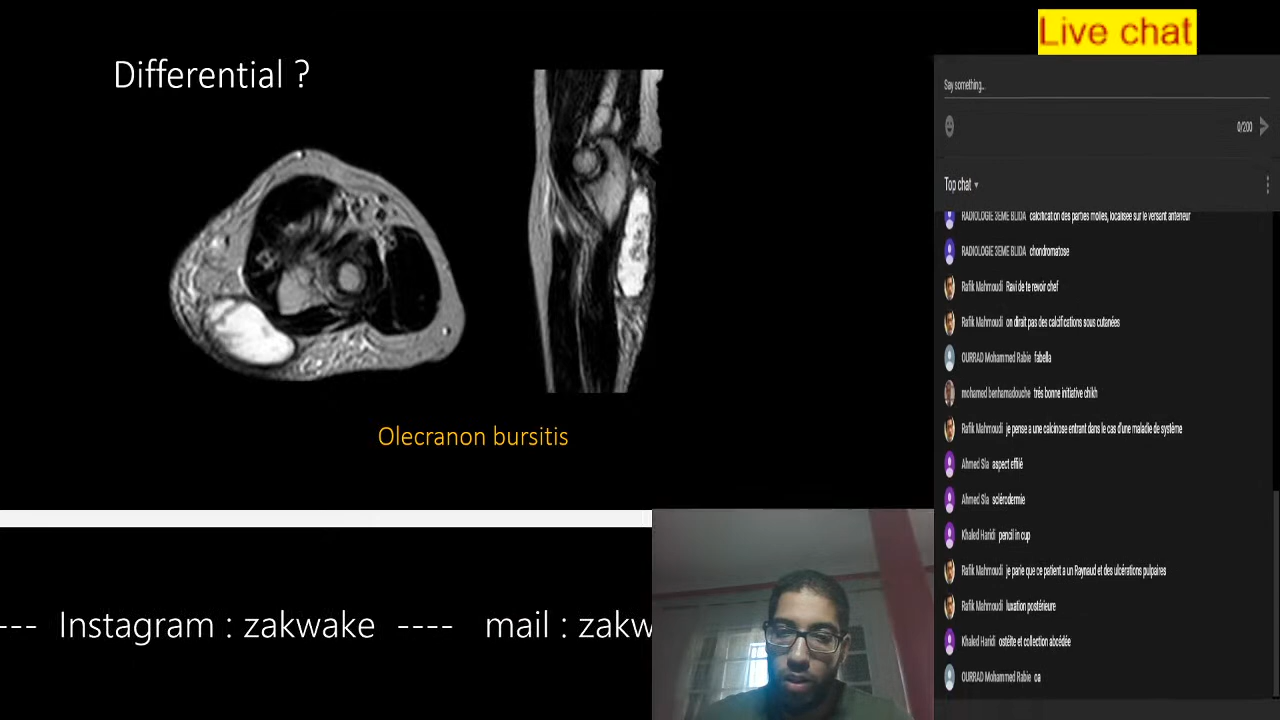 Differential ?
Olecranon bursitis
--- Instagram : zakwake ---- mail : zakw
Live chat
Say something...
0/200
Top chat
RADIOLOGIE 3EME BLIDA calcification des parties molles, localisée sur le versant anterieur
RADIOLOGIE 3EME BLIDA chondromatose
Rafik Mahmoudi Ravi de te revoir chef
Rafik Mahmoudi on dirait pas des calcifications sous cutanées
OURRAD Mohammed Rabie fabella
mohamed benhamadouche trés bonne initiative chikh
Rafik Mahmoudi je pense a une calcinose entrant dans le cas d'une maladie de système
Ahmed Sla aspect effilé
Ahmed Sla sclérodermie
Khaled Haridi pencil in cup
Rafik Mahmoudi je parie que ce patient a un Raynaud et des ulcérations pulpaires
Rafik Mahmoudi luxation postérieure
Khaled Haridi ostéite et collection abcédée
OURRAD Mohammed Rabie oa